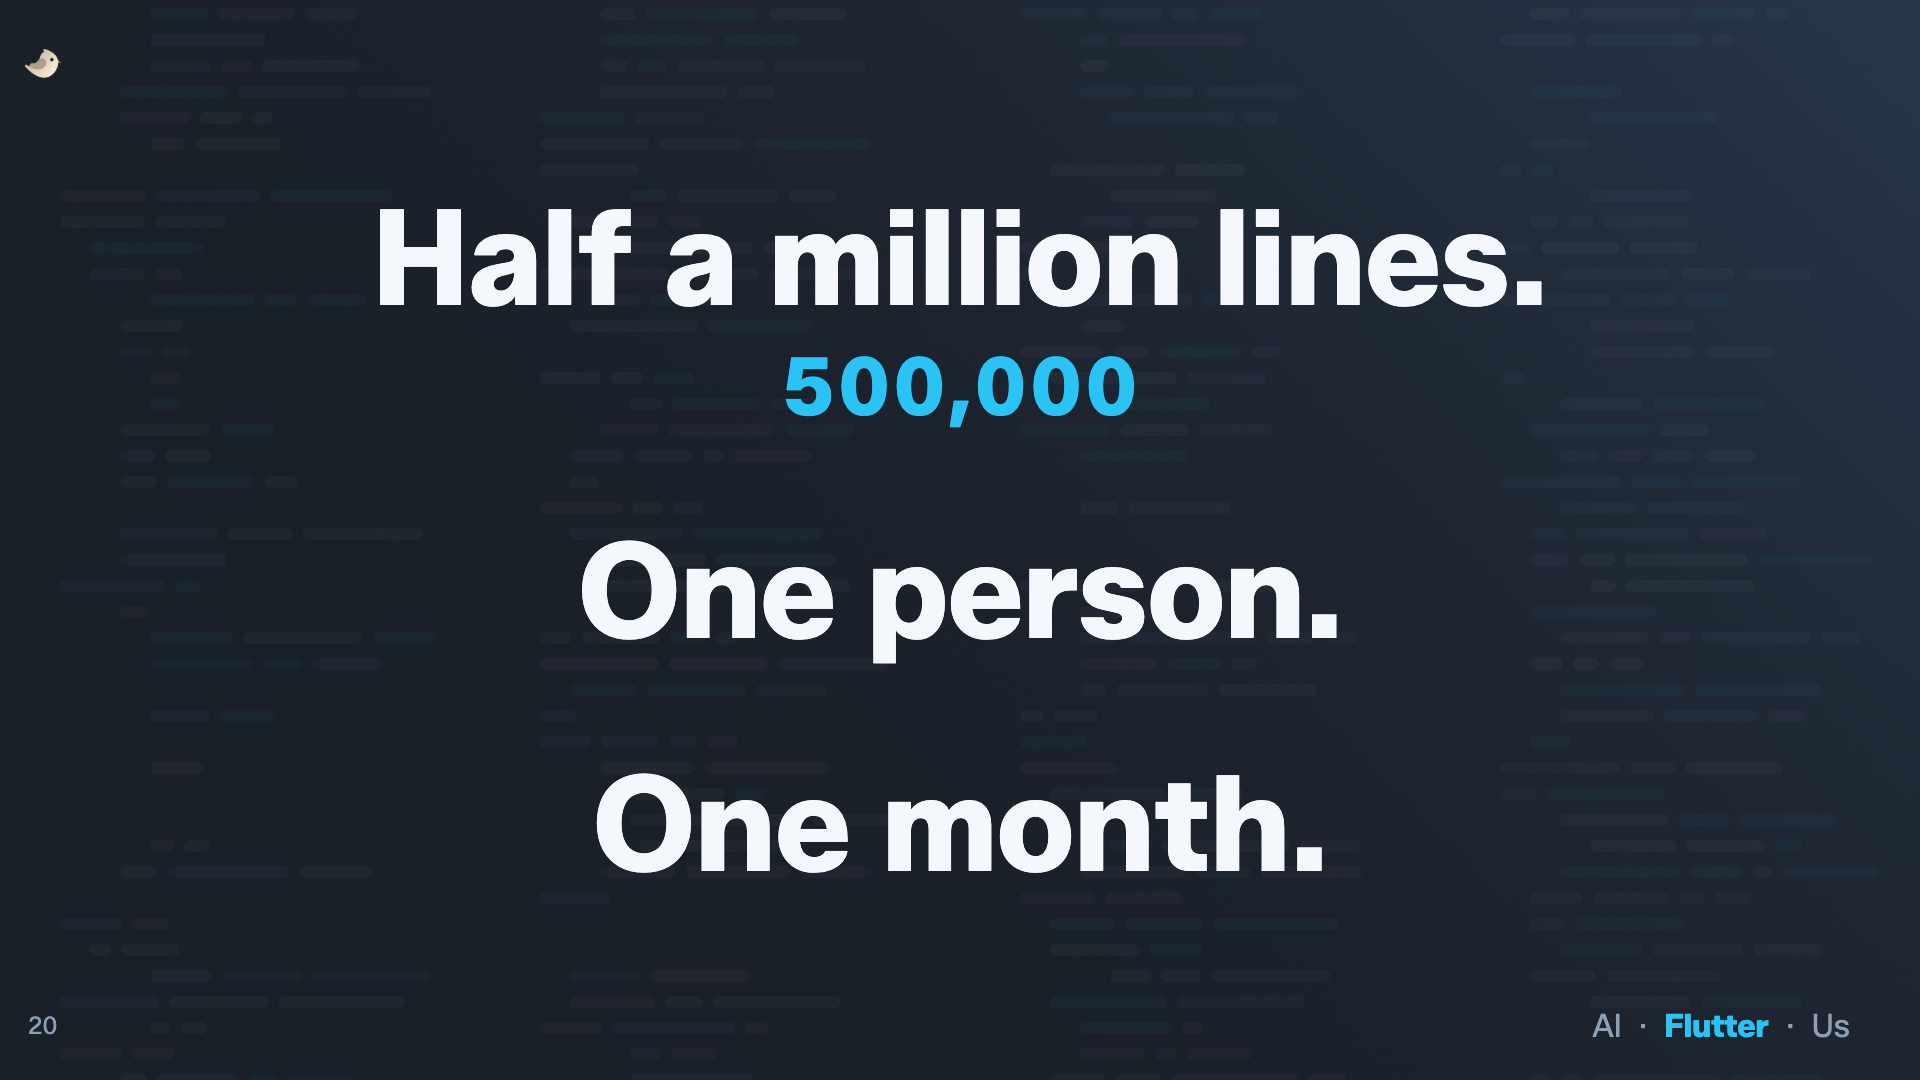 Half a million lines.
500,000
One person.
One month.
20
AI · Flutter · Us